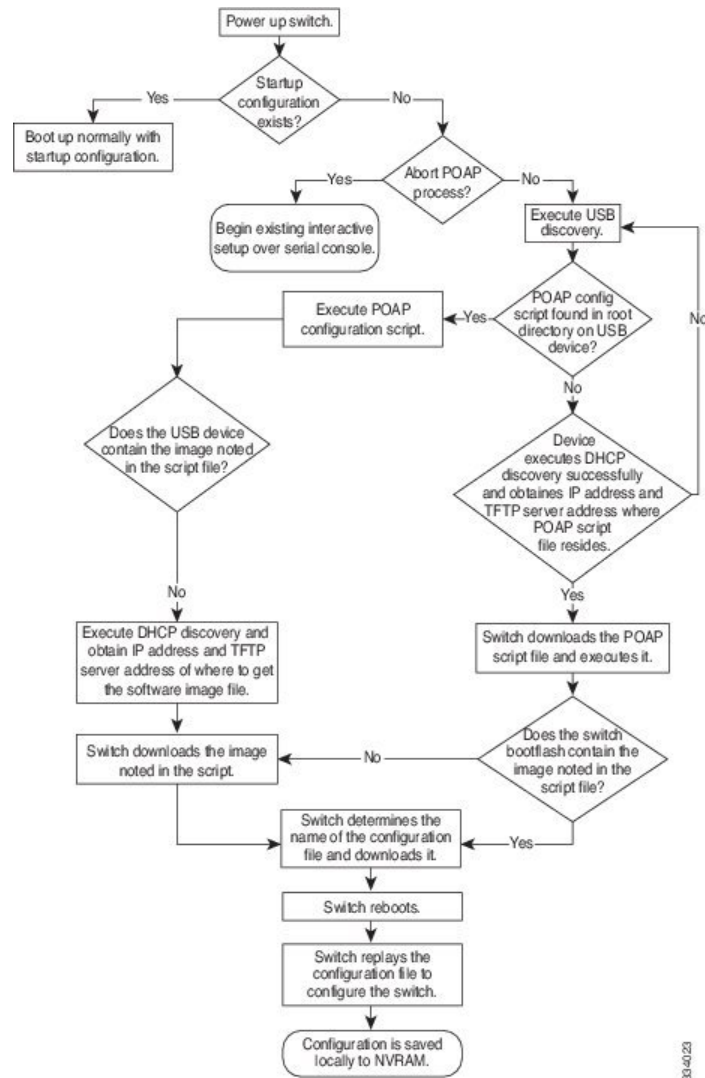 Power up switch.
Startup
configuration
exists?
Yes
No
Boot up normally with
startup configuration.
Abort POAP
process?
Yes
No
Begin existing interactive
setup over serial console.
Execute USB
discovery.
POAP config
script found in root
directory on USB
device?
Yes
No
No
Execute POAP
configuration script.
Does the USB device
contain the image noted
in the script file?
Device
executes DHCP
discovery successfully
and obtaines IP address and
TFTP server address where
POAP script
file resides.
No
Yes
Execute DHCP discovery and
obtain IP address and TFTP
server address of where to get
the software image file.
Switch downloads the POAP
script file and executes it.
Switch downloads the image
noted in the script.
No
Does the switch
bootflash contain the
image noted in the
script file?
Yes
Switch determines the
name of the configuration
file and downloads it.
Switch reboots.
Switch replays the
configuration file to
configure the switch.
Configuration is saved
locally to NVRAM.
334023